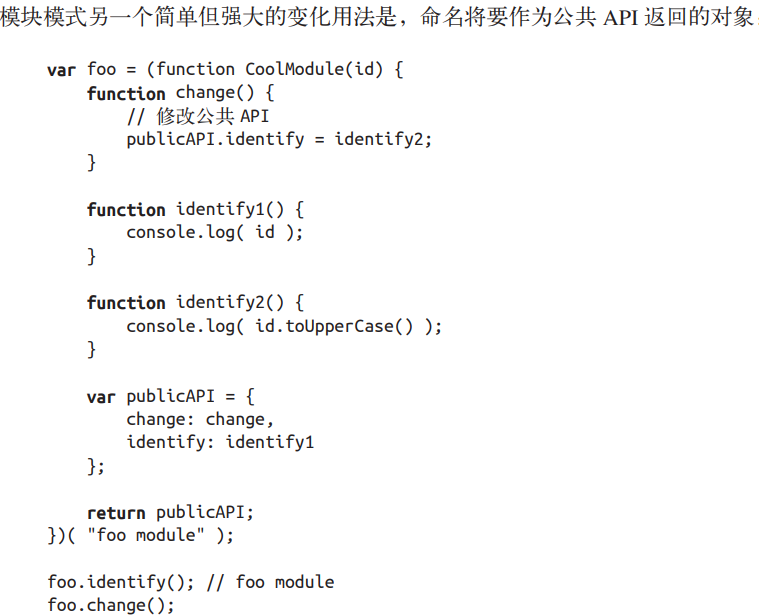 模块模式另一个简单但强大的变化用法是，命名将要作为公共 API 返回的对象
var foo = (function CoolModule(id) {
    function change() {
        // 修改公共 API
        publicAPI.identify = identify2;
    }
    function identify1() {
        console.log( id );
    }
    function identify2() {
        console.log( id.toUpperCase() );
    }
    var publicAPI = {
        change: change,
        identify: identify1
    };
    return publicAPI;
})( "foo module" );
foo.identify(); // foo module
foo.change();